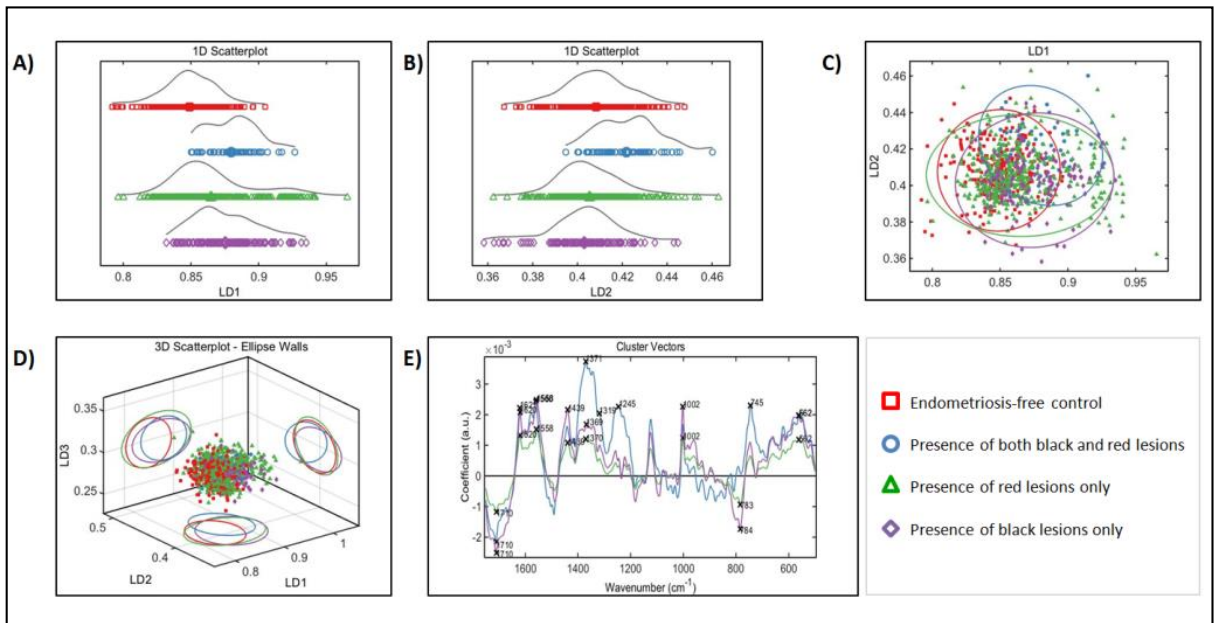 A)
1D Scatterplot
0.8 0.85 0.9 0.95
LD1
B)
1D Scatterplot
0.36 0.38 0.4 0.42 0.44 0.46
LD2
C)
LD1
0.46
0.44
0.42
0.4
0.38
0.36
LD2
0.8 0.85 0.9 0.95
D)
3D Scatterplot - Ellipse Walls
0.35
0.3
0.25
LD3
0.5
0.4
LD2
0.8
0.9
1
LD1
E)
Cluster Vectors
×10⁻³
3
2
1
0
-1
-2
Coefficient (a.u.)
1371
1439
1319
1245
1369
1370
1558
1002
1002
745
562
783
784
1710
1710
1600 1400 1200 1000 800 600
Wavenumber (cm⁻¹)
Endometriosis-free control
Presence of both black and red lesions
Presence of red lesions only
Presence of black lesions only